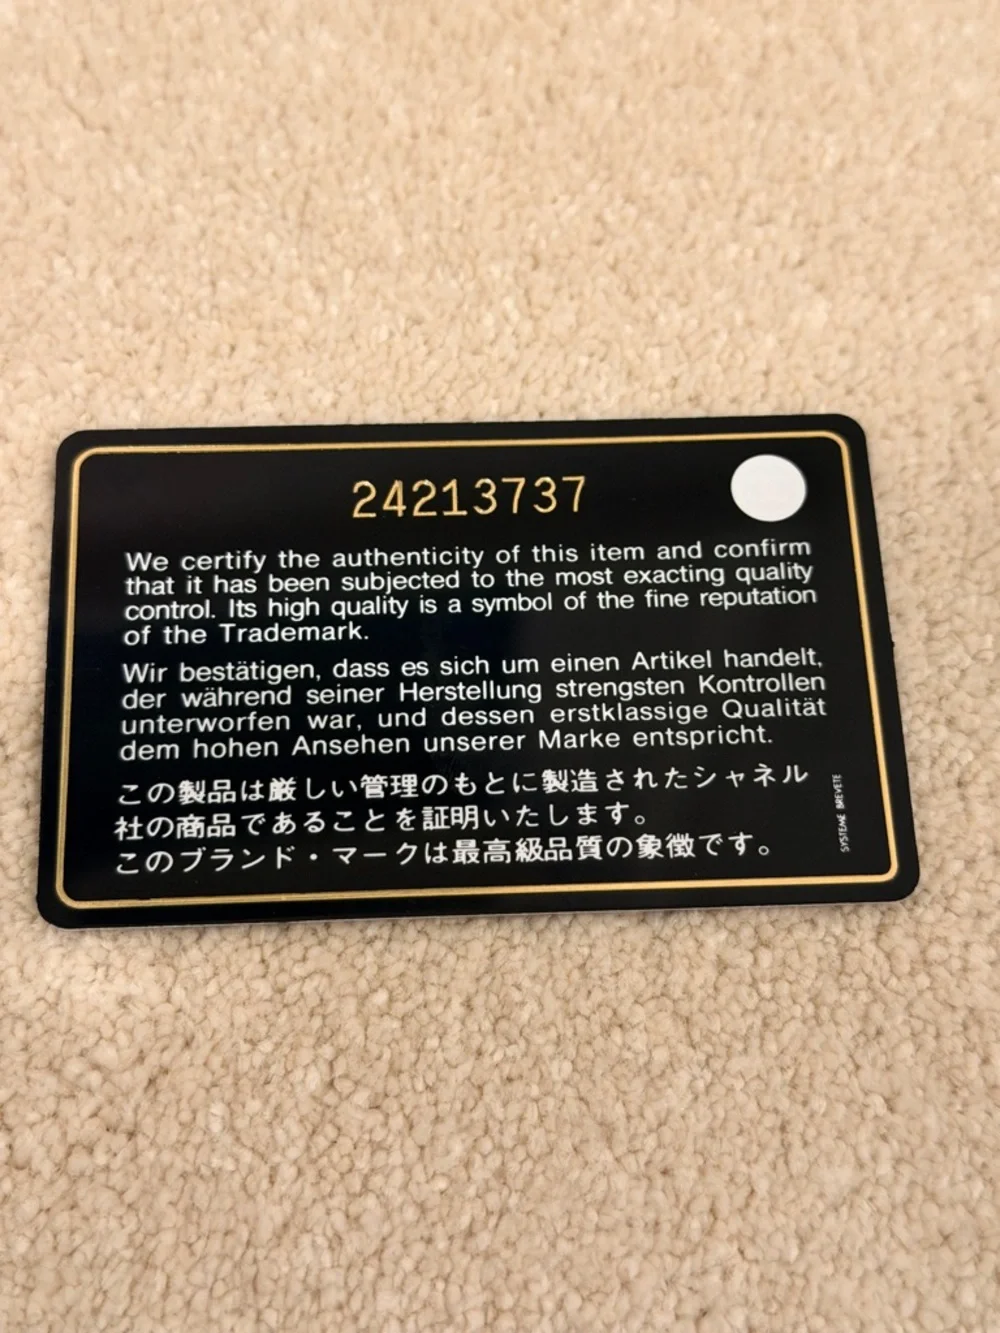 24213737
We certify the authenticity of this item and confirm
that it has been subjected to the most exacting quality
control. Its high quality is a symbol of the fine reputation
of the Trademark.
Wir bestätigen, dass es sich um einen Artikel handelt,
der während seiner Herstellung strengsten Kontrollen
unterworfen war, und dessen erstklassige Qualität
dem hohen Ansehen unserer Marke entspricht.
この製品は厳しい管理のもとに製造されたシャネル
社の商品であることを証明いたします。
このブランド・マークは最高級品質の象徴です。
SYSTEME BREVETE